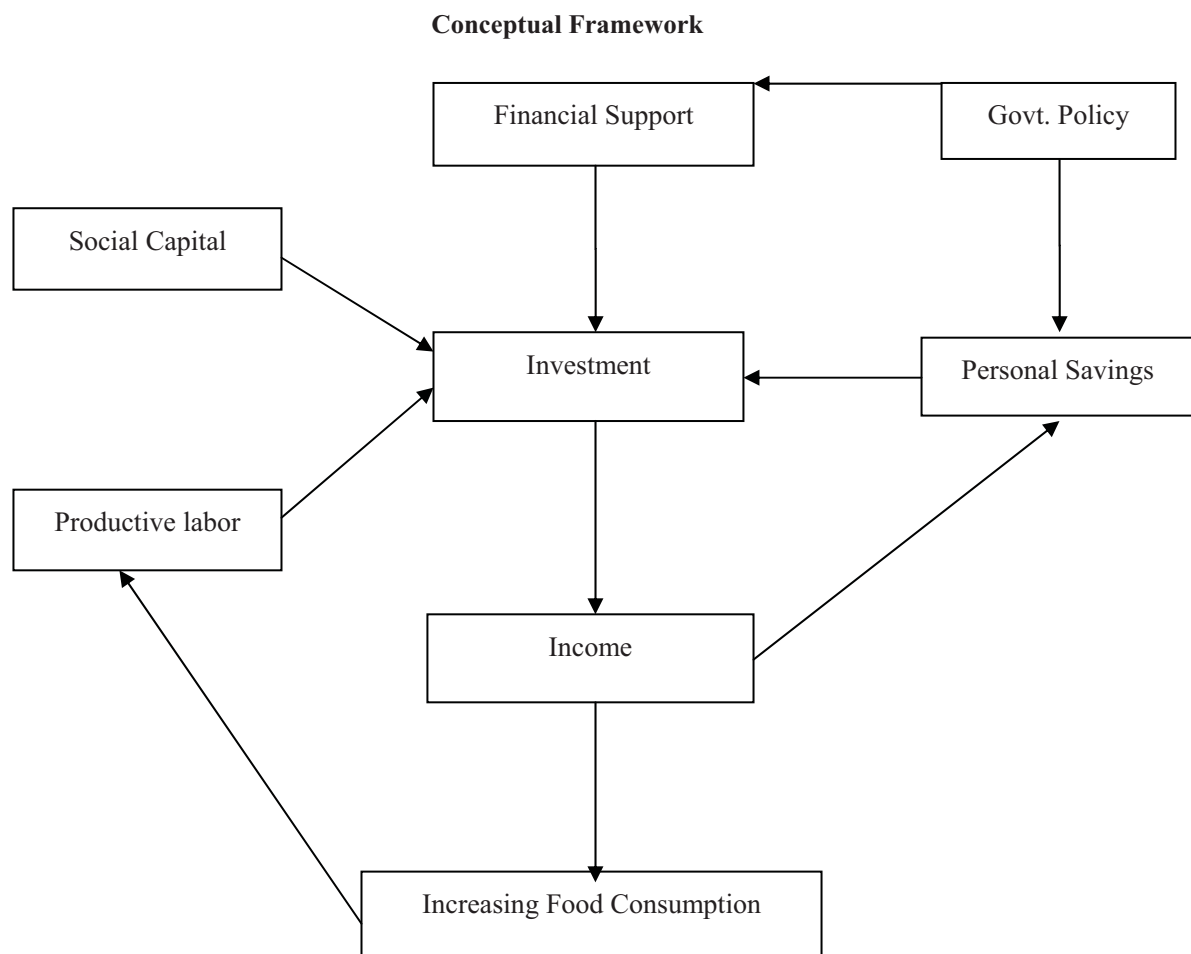 Conceptual Framework
Financial Support
Govt. Policy
Social Capital
Investment
Personal Savings
Productive labor
Income
Increasing Food Consumption